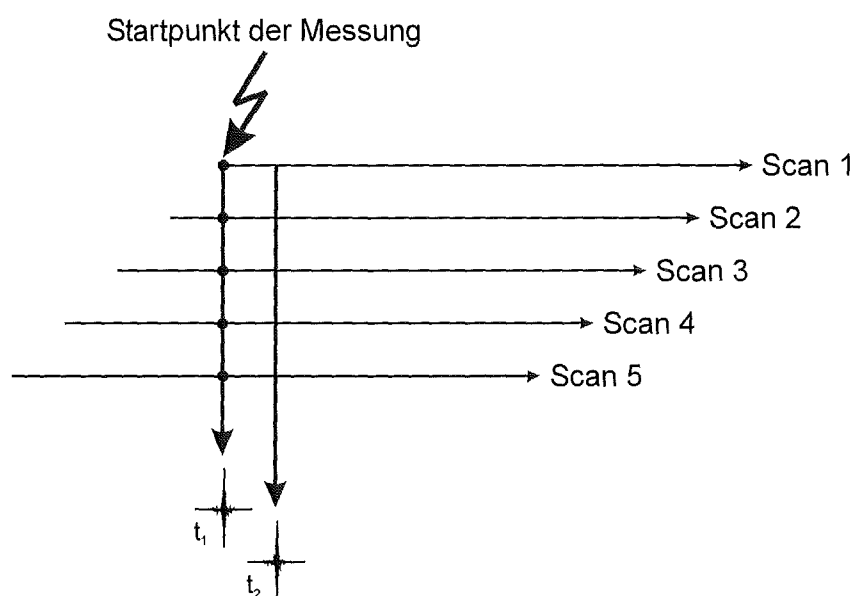 Startpunkt der Messung
Scan 1
Scan 2
Scan 3
Scan 4
Scan 5
t₁
t₂